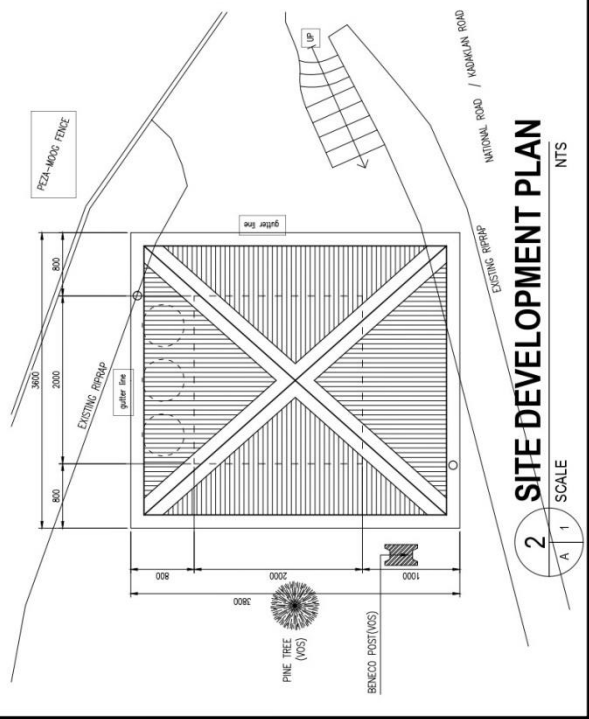 PEZA-MOOG FENCE
UP
NATIONAL ROAD / KADAKLAN ROAD
3600
800
2000
800
gutter line
EXISTING RIPRAP
gutter line
EXISTING RIPRAP
800
2000
1000
3800
PINE TREE
(VOS)
BENECO POST(VOS)
2
A 1
SITE DEVELOPMENT PLAN
SCALE NTS